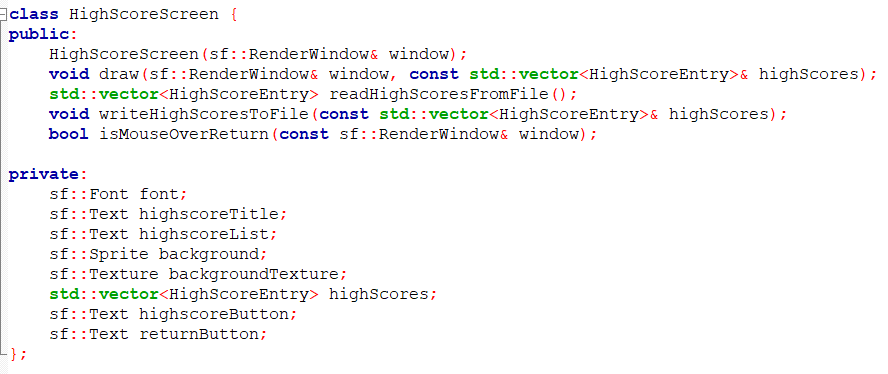 class HighScoreScreen {
public:
    HighScoreScreen(sf::RenderWindow& window);
    void draw(sf::RenderWindow& window, const std::vector<HighScoreEntry>& highScores);
    std::vector<HighScoreEntry> readHighScoresFromFile();
    void writeHighScoresToFile(const std::vector<HighScoreEntry>& highScores);
    bool isMouseOverReturn(const sf::RenderWindow& window);

private:
    sf::Font font;
    sf::Text highscoreTitle;
    sf::Text highscoreList;
    sf::Sprite background;
    sf::Texture backgroundTexture;
    std::vector<HighScoreEntry> highScores;
    sf::Text highscoreButton;
    sf::Text returnButton;
};